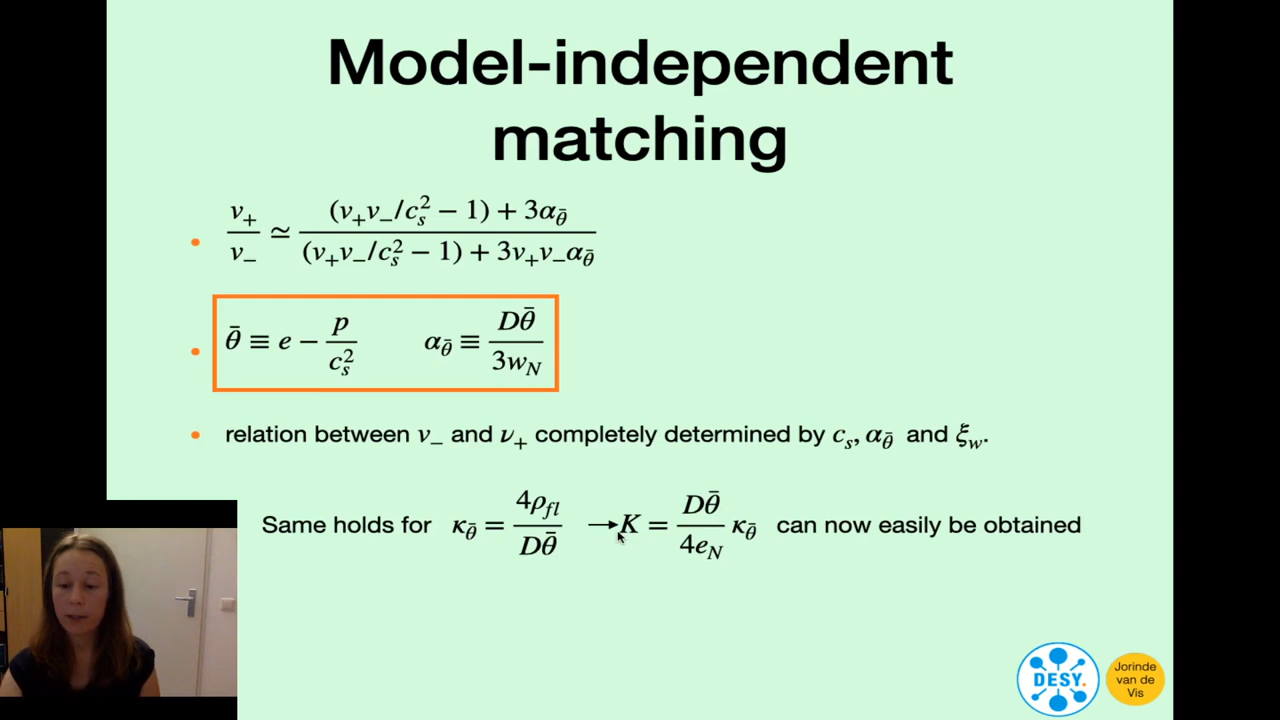 Model-independent
matching
v₊/v₋ ≃ ((v₊v₋/c_s² − 1) + 3α_θ̄)/((v₊v₋/c_s² − 1) + 3v₊v₋α_θ̄)
θ̄ ≡ e − p/c_s² α_θ̄ ≡ Dθ̄/3w_N
relation between v₋ and ν₊ completely determined by c_s, α_θ̄ and ξ_w.
Same holds for κ_θ̄ = 4ρ_fl/Dθ̄ →K = Dθ̄/4e_N κ_θ̄ can now easily be obtained
DESY.
Jorinde
van de
Vis